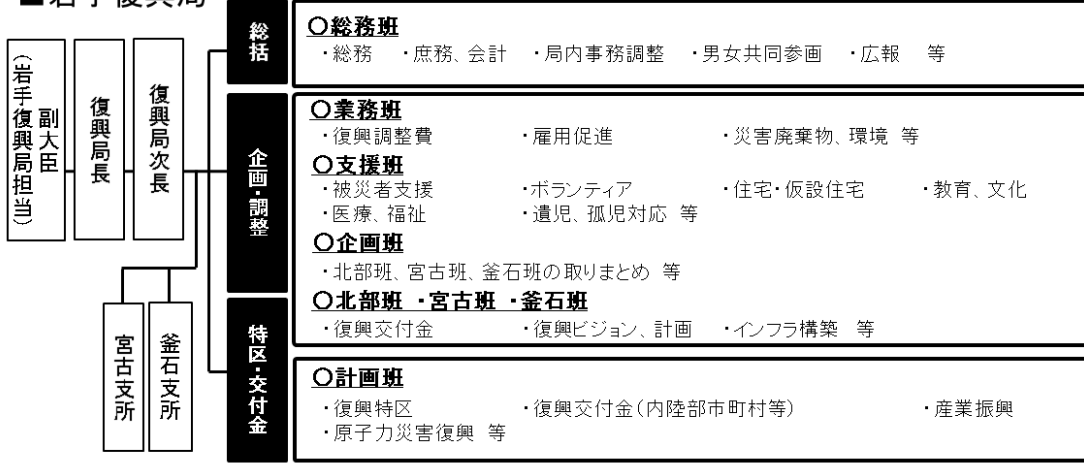 ■岩手復興局
副大臣
(岩手復興局担当)
復興局長
復興局次長
宮古支所
釜石支所
総括
〇総務班
・総務 ・庶務、会計 ・局内事務調整 ・男女共同参画 ・広報 等
企画・調整
〇業務班
・復興調整費 ・雇用促進 ・災害廃棄物、環境 等
〇支援班
・被災者支援 ・ボランティア ・住宅・仮設住宅 ・教育、文化
・医療、福祉 ・遺児、孤児対応 等
〇企画班
・北部班、宮古班、釜石班の取りまとめ 等
〇北部班 ・宮古班 ・釜石班
・復興交付金 ・復興ビジョン、計画 ・インフラ構築 等
特区・交付金
〇計画班
・復興特区 ・復興交付金(内陸部市町村等) ・産業振興
・原子力災害復興 等